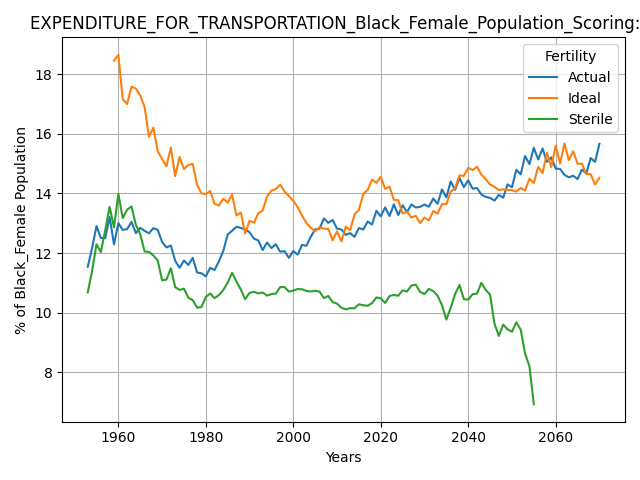 EXPENDITURE_FOR_TRANSPORTATION_Black_Female_Population_Scoring:
Fertility
Actual
Ideal
Sterile
% of Black_Female Population
18
16
14
12
10
8
1960 1980 2000 2020 2040 2060
Years